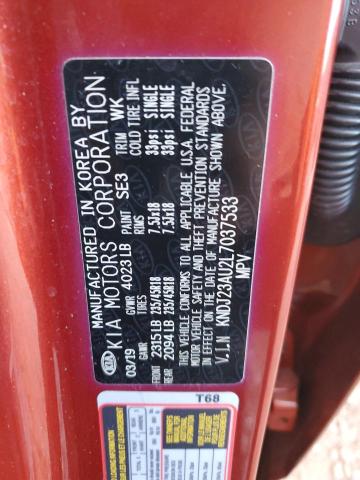 MANUFACTURED IN KOREA BY
KIA MOTORS CORPORATION
03/19 GVWR 4023LB PAINT SE3 TRIM WK
GAWR TIRES RIMS COLD TIRE INFL
FRONT 2315LB 235/45R18 7.5Jx18 33psi SINGLE
REAR 2094LB 235/45R18 7.5Jx18 33psi SINGLE
THIS VEHICLE CONFORMS TO ALL APPLICABLE U.S.A. FEDERAL
MOTOR VEHICLE SAFETY AND THEFT PREVENTION STANDARDS
IN EFFECT ON THE DATE OF MANUFACTURE SHOWN ABOVE.
V.I.N KNDJ23AU2L7037533
MPV
KIA
T68